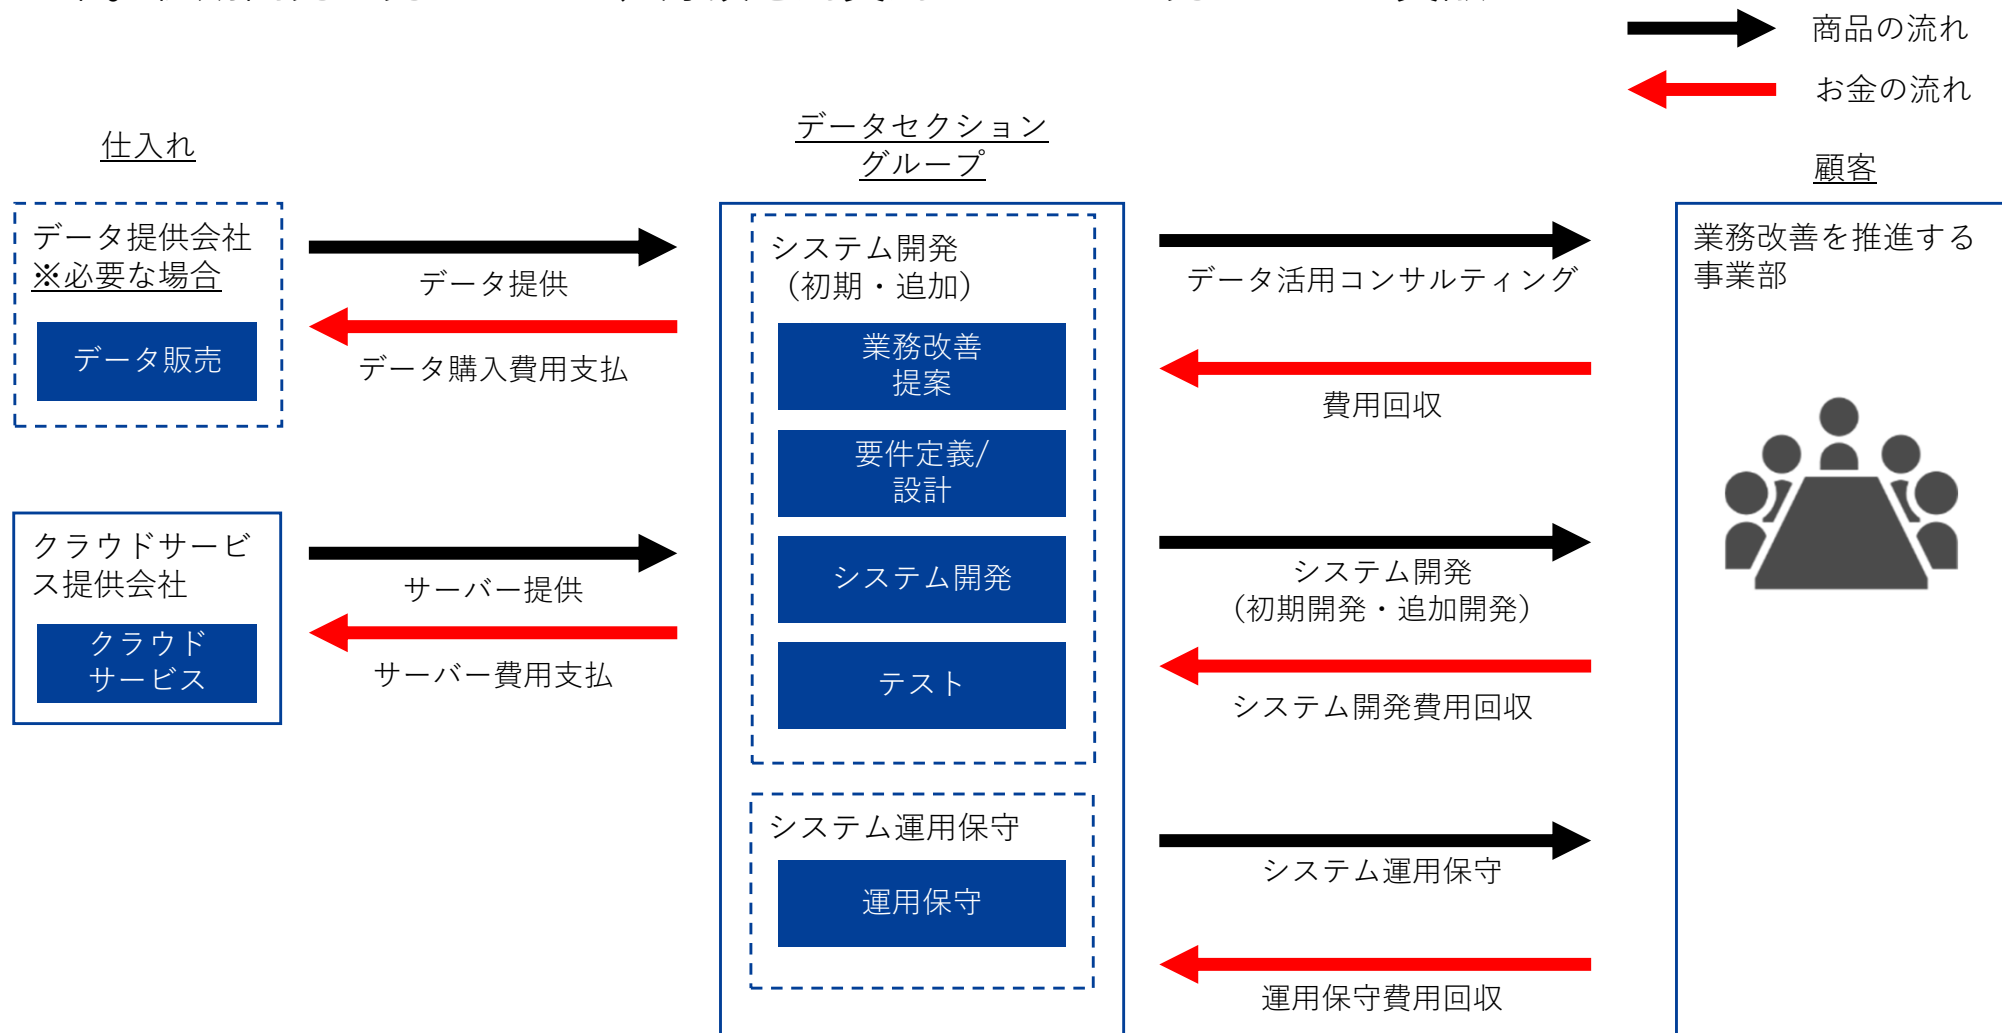 商品の流れ
お金の流れ
仕入れ
データ提供会社
※必要な場合
データ販売
クラウドサービ
ス提供会社
クラウド
サービス
データ提供
データ購入費用支払
サーバー提供
サーバー費用支払
データセクション
グループ
システム開発
（初期・追加）
業務改善
提案
要件定義/
設計
システム開発
テスト
システム運用保守
運用保守
データ活用コンサルティング
費用回収
システム開発
（初期開発・追加開発）
システム開発費用回収
システム運用保守
運用保守費用回収
顧客
業務改善を推進する
事業部